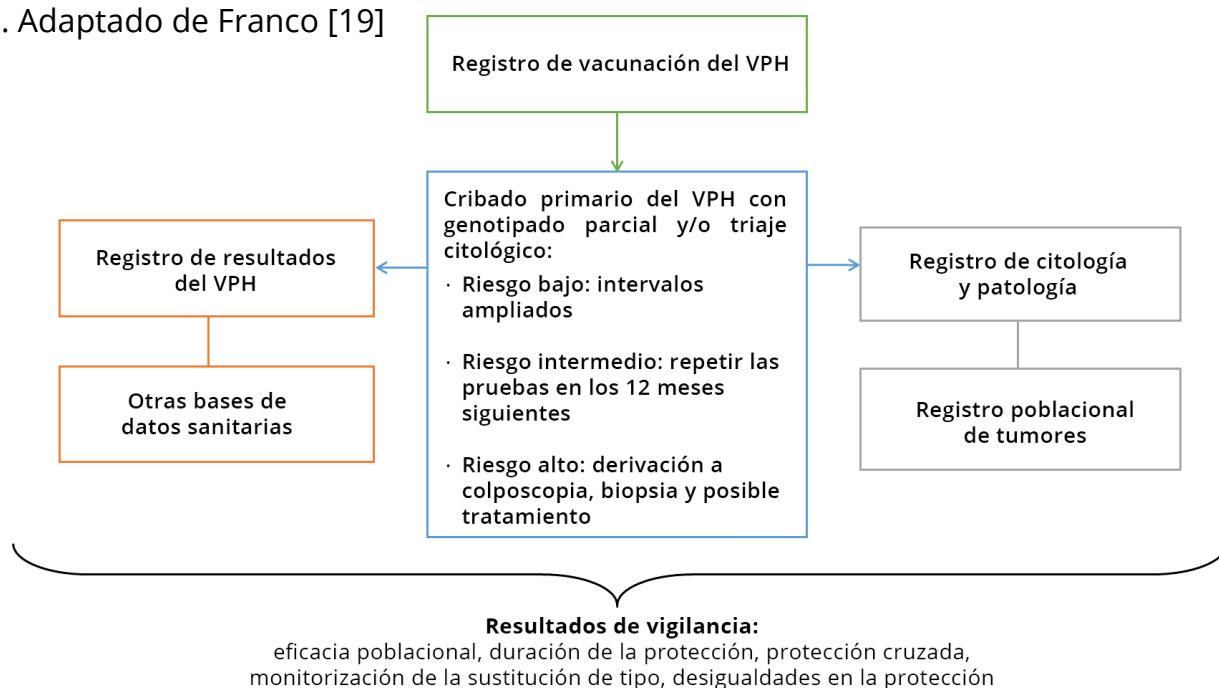 . Adaptado de Franco [19]
Registro de vacunación del VPH
Cribado primario del VPH con
genotipado parcial y/o triaje
citológico:
· Riesgo bajo: intervalos
ampliados
· Riesgo intermedio: repetir las
pruebas en los 12 meses
siguientes
· Riesgo alto: derivación a
colposcopia, biopsia y posible
tratamiento
Registro de resultados
del VPH
Otras bases de
datos sanitarias
Registro de citología
y patología
Registro poblacional
de tumores
Resultados de vigilancia:
eficacia poblacional, duración de la protección, protección cruzada,
monitorización de la sustitución de tipo, desigualdades en la protección